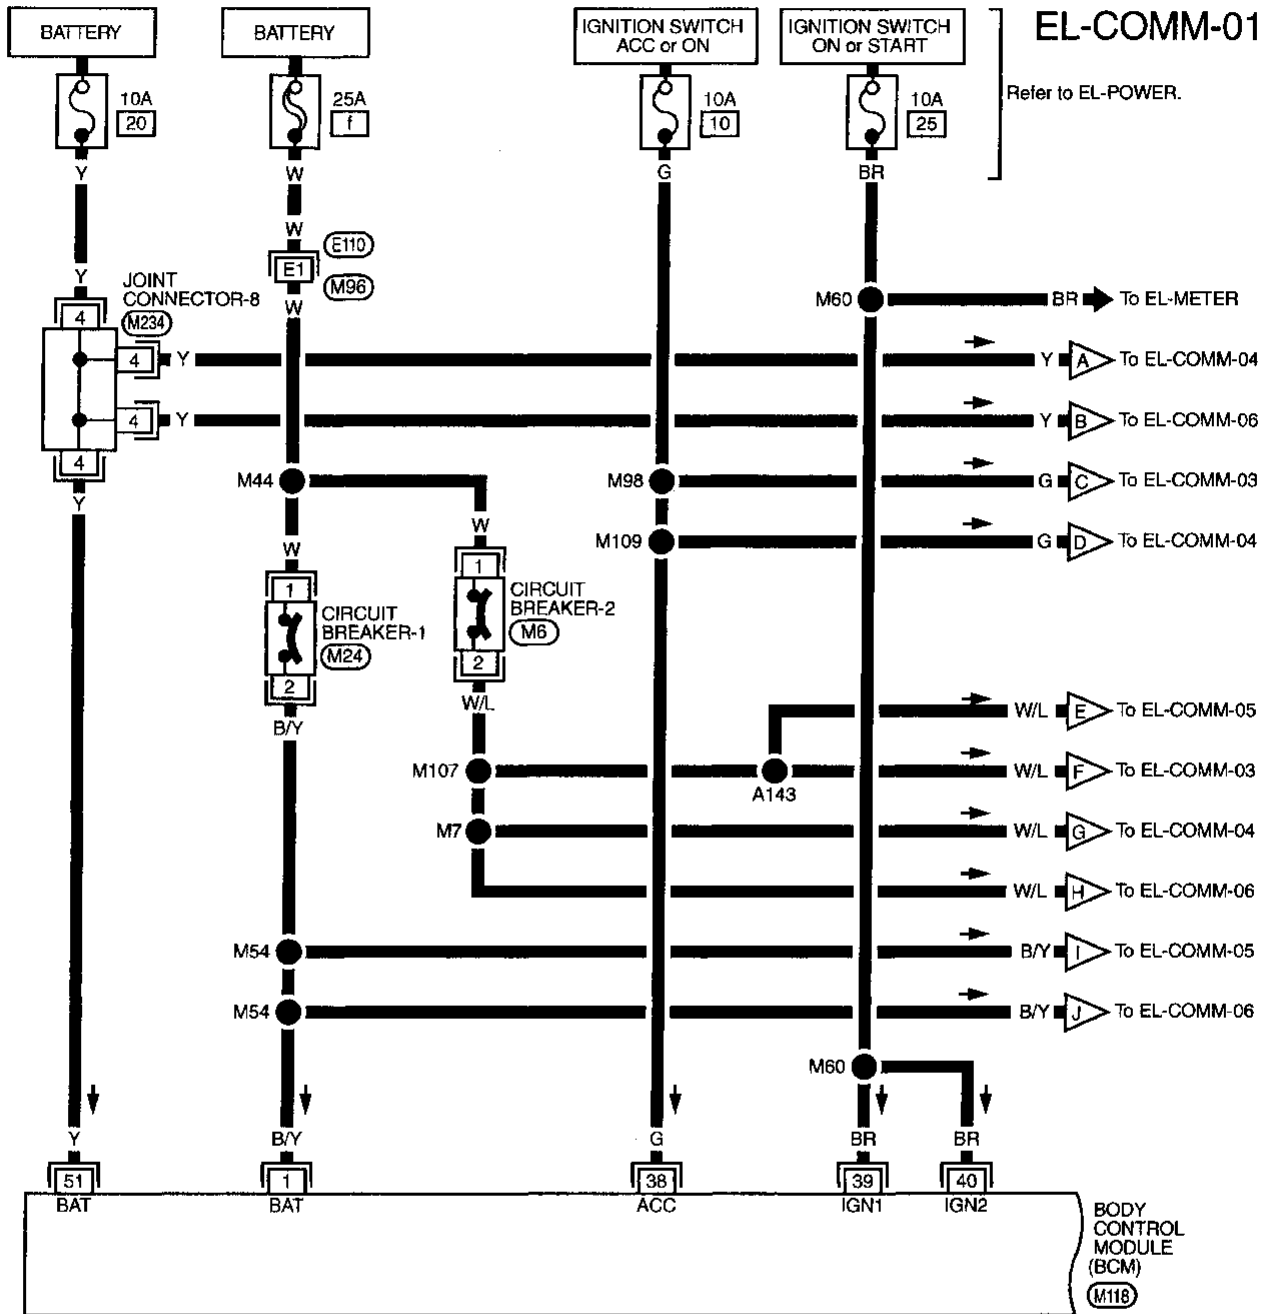 EL-COMM-01
BATTERY
BATTERY
IGNITION SWITCH
ACC or ON
IGNITION SWITCH
ON or START
Refer to EL-POWER.
10A
20
25A
f
10A
10
10A
25
Y
W
G
BR
W
E110
E1
M96
W
Y
JOINT
CONNECTOR-8
M234
4
M60
BR
To EL-METER
4
Y
Y
A
To EL-COMM-04
4
Y
Y
B
To EL-COMM-06
4
Y
M44
M98
G
C
To EL-COMM-03
W
W
M109
G
D
To EL-COMM-04
1
CIRCUIT
BREAKER-2
M6
2
W/L
1
CIRCUIT
BREAKER-1
M24
2
B/Y
W/L
E
To EL-COMM-05
M107
A143
W/L
F
To EL-COMM-03
M7
W/L
G
To EL-COMM-04
W/L
H
To EL-COMM-06
M54
B/Y
I
To EL-COMM-05
M54
B/Y
J
To EL-COMM-06
M60
Y
B/Y
G
BR
BR
51
1
38
39
40
BAT
BAT
ACC
IGN1
IGN2
BODY
CONTROL
MODULE
(BCM)
M118